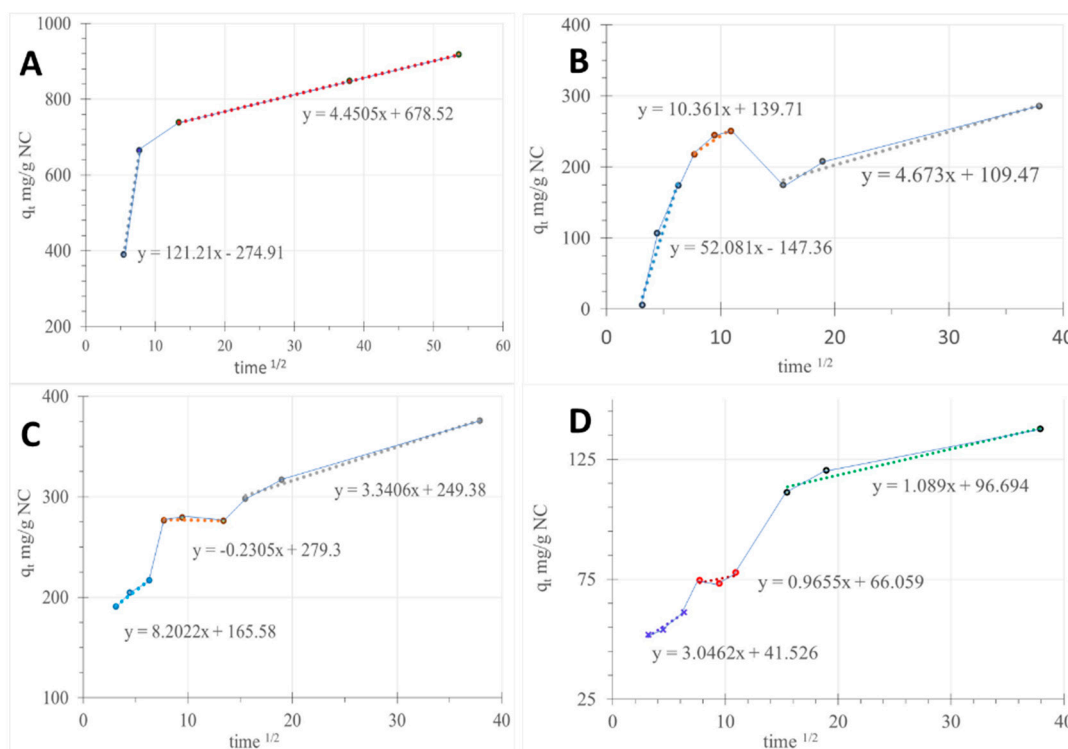 A
qt mg/g NC
1000
800
600
400
200
y = 4.4505x + 678.52
y = 121.21x - 274.91
0 10 20 30 40 50 60
time 1/2
B
qt mg/g NC
400
300
200
100
0
y = 10.361x + 139.71
y = 4.673x + 109.47
y = 52.081x - 147.36
0 10 20 30 40
time 1/2
C
qt mg/g NC
400
300
200
100
y = 3.3406x + 249.38
y = -0.2305x + 279.3
y = 8.2022x + 165.58
0 10 20 30 40
time 1/2
D
qt mg/g NC
125
75
25
y = 1.089x + 96.694
y = 0.9655x + 66.059
y = 3.0462x + 41.526
0 10 20 30 40
time 1/2